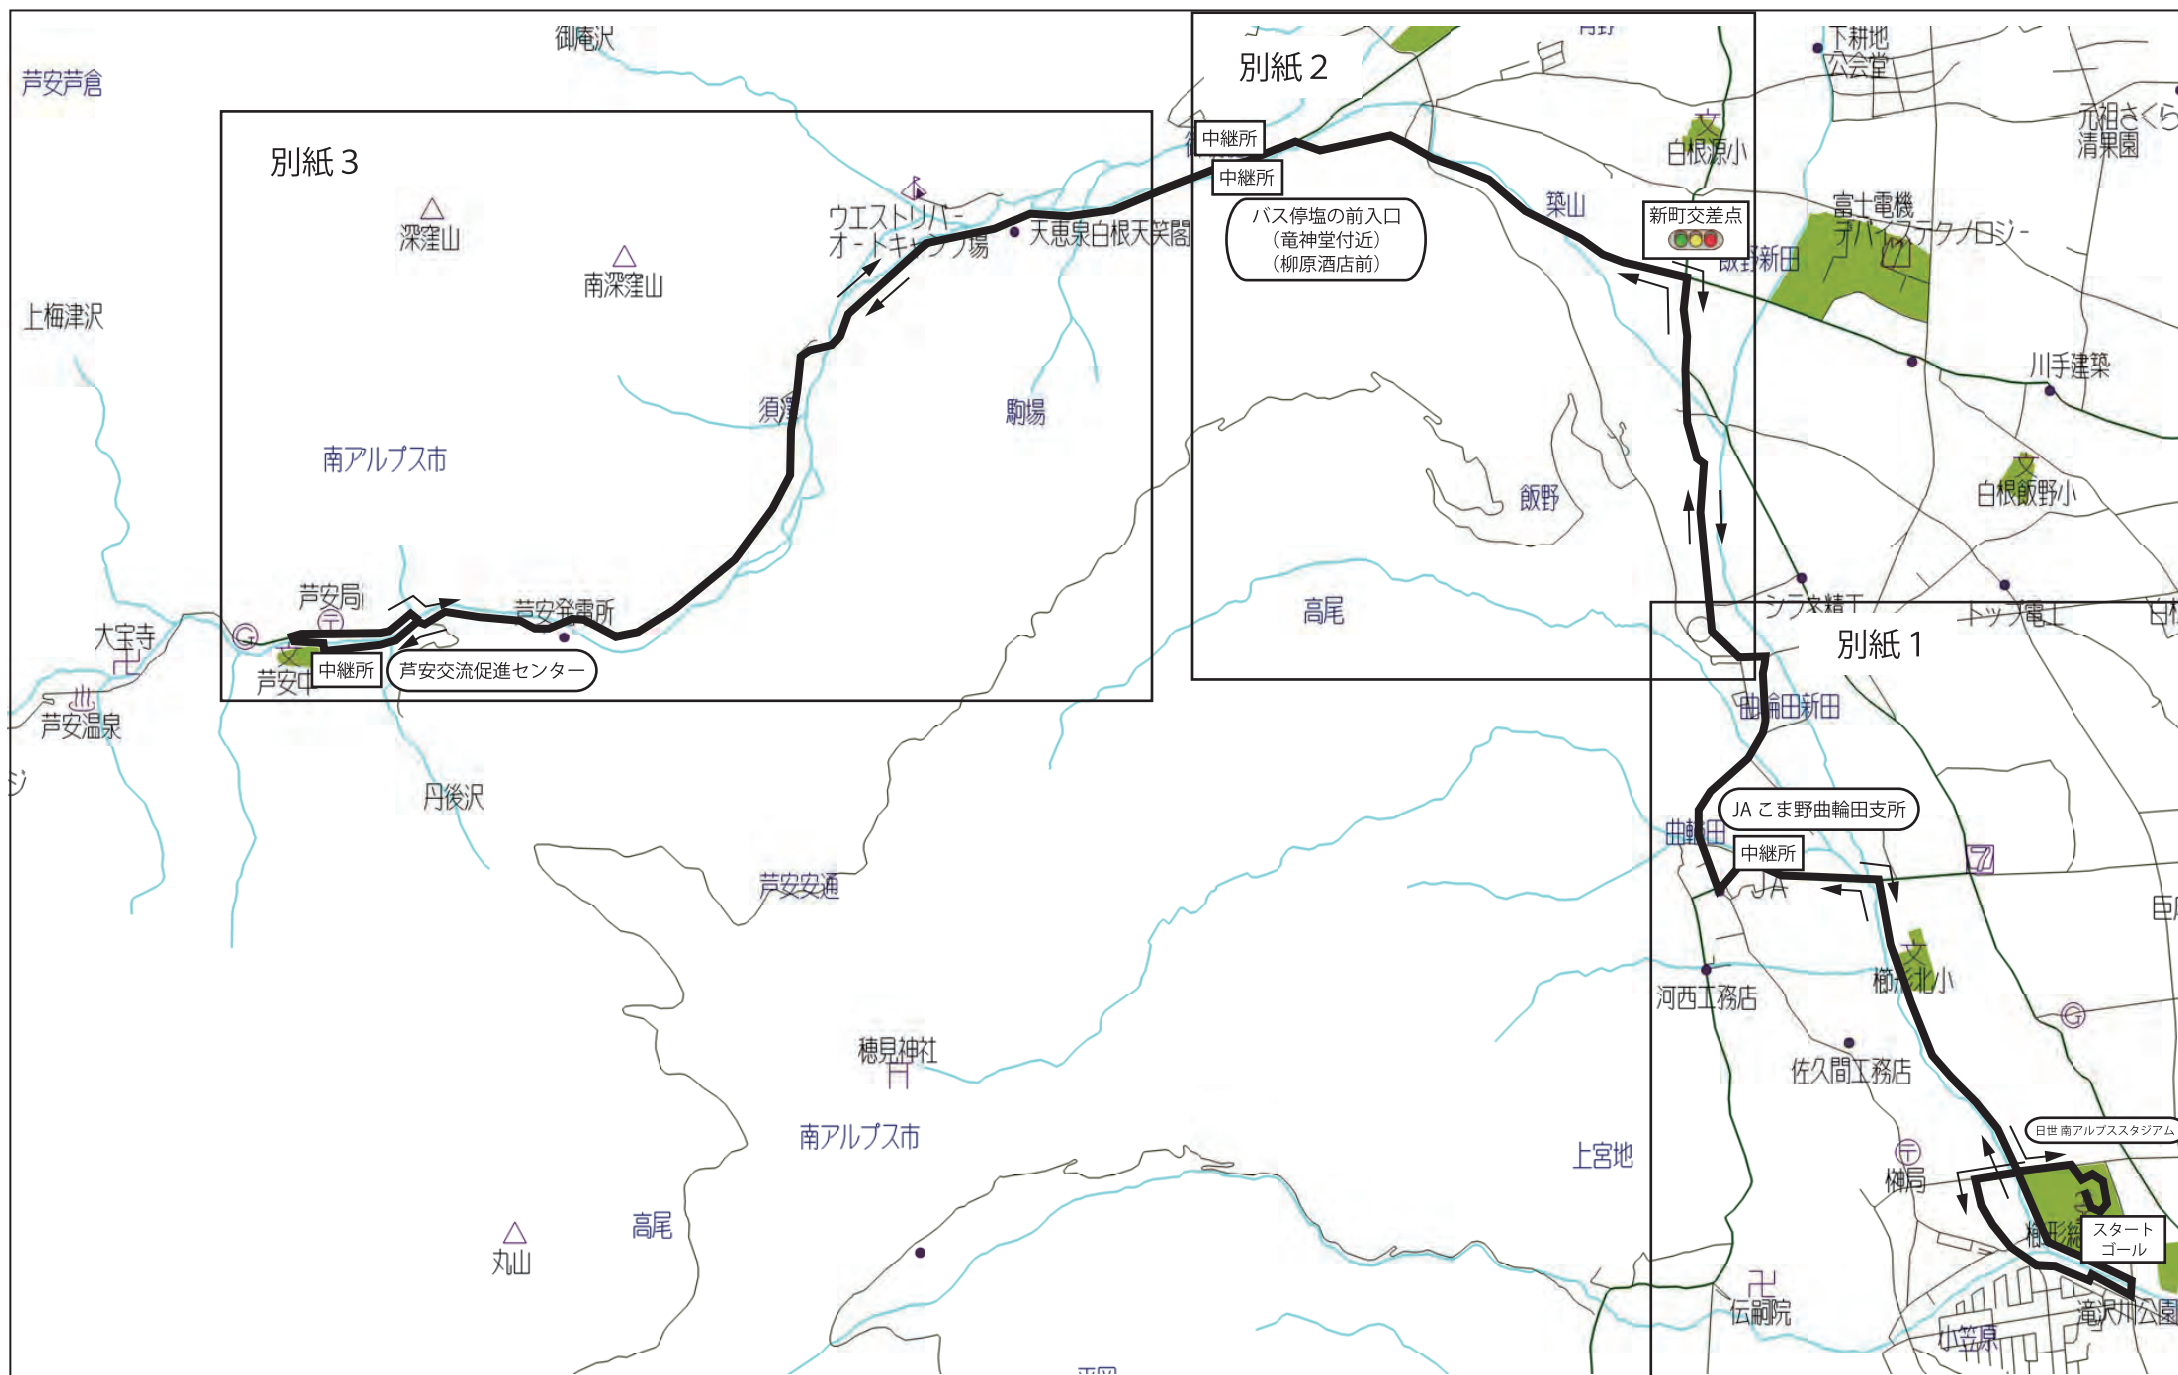 御庵沢
芦安芦倉
別紙3
深窪山
南深窪山
上梅津沢
南アルプス市
ウエストリバー
オートキャンプ場
天恵泉白根天笑閣
須澤
駒場
芦安局
大宝寺
芦安温泉
芦安中
中継所
芦安交流促進センター
芦安発電所
丹後沢
ジ
別紙2
中継所
中継所
バス停塩の前入口
(竜神堂付近)
(柳原酒店前)
築山
白根源小
新町交差点
飯野新田
飯野
高尾
下耕地
公会堂
元祖さくら
清果園
富士電機
デバイステクノロジー
川手建築
白根飯野小
シラネ精工
トップ電工
別紙1
曲輪田新田
JAこま野曲輪田支所
曲輪田
中継所
JA
櫛形北小
河西工務店
佐久間工務店
日世 南アルプススタジアム
榊局
スタート
ゴール
滝沢川公園
小笠原
伝嗣院
上宮地
芦安安通
穂見神社
南アルプス市
高尾
丸山